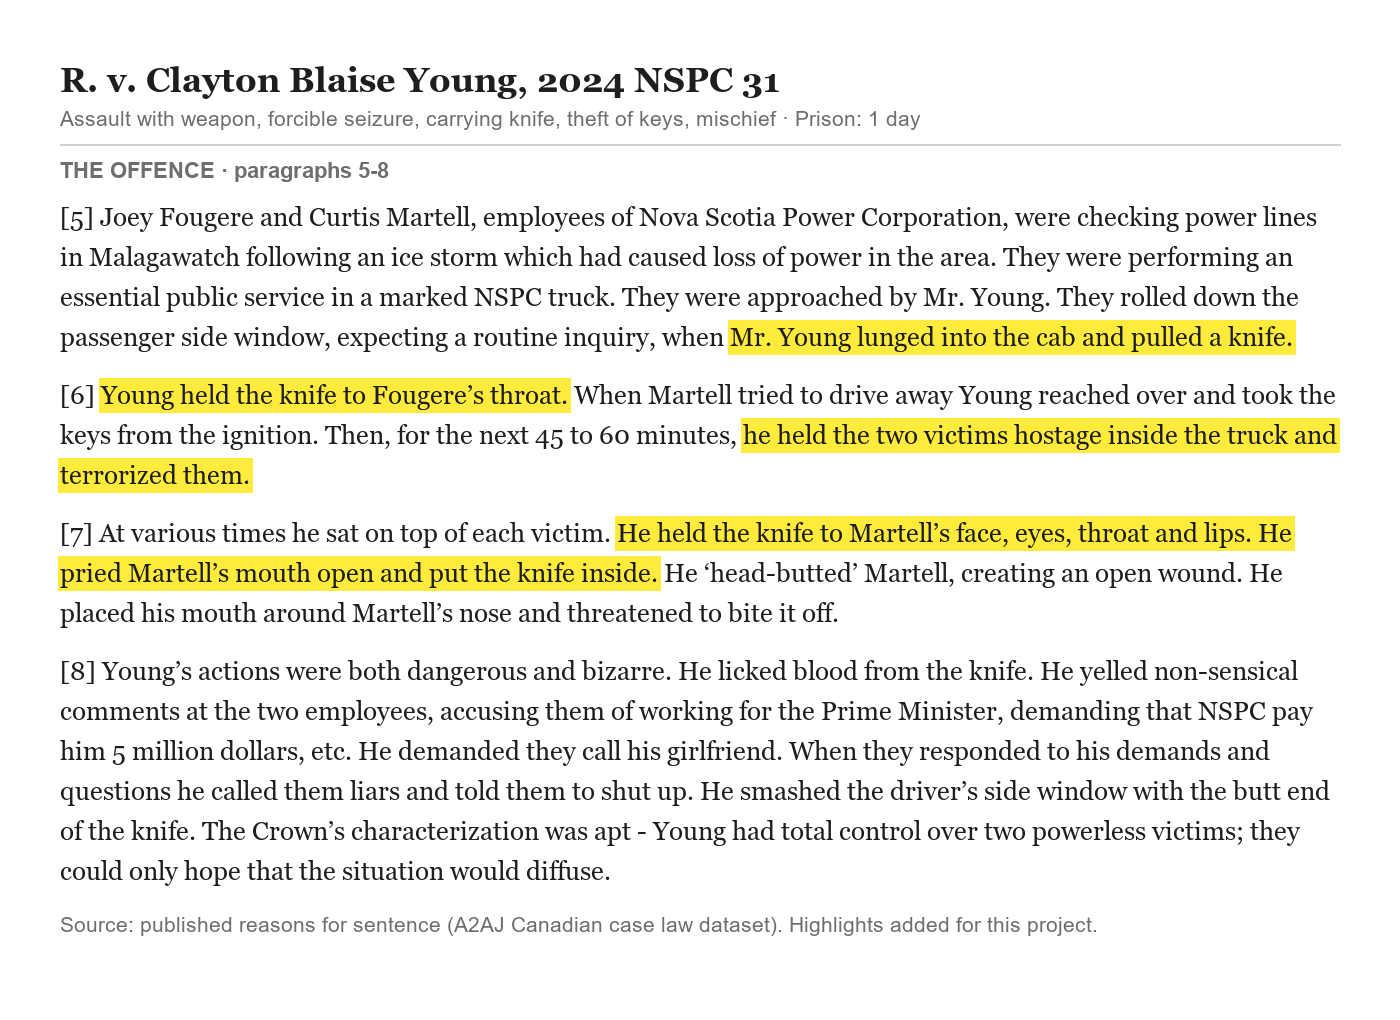 R. v. Clayton Blaise Young, 2024 NSPC 31
Assault with weapon, forcible seizure, carrying knife, theft of keys, mischief · Prison: 1 day
THE OFFENCE · paragraphs 5-8
[5] Joey Fougere and Curtis Martell, employees of Nova Scotia Power Corporation, were checking power lines
in Malagawatch following an ice storm which had caused loss of power in the area. They were performing an
essential public service in a marked NSPC truck. They were approached by Mr. Young. They rolled down the
passenger side window, expecting a routine inquiry, when Mr. Young lunged into the cab and pulled a knife.
[6] Young held the knife to Fougere’s throat. When Martell tried to drive away Young reached over and took the
keys from the ignition. Then, for the next 45 to 60 minutes, he held the two victims hostage inside the truck and
terrorized them.
[7] At various times he sat on top of each victim. He held the knife to Martell’s face, eyes, throat and lips. He
pried Martell’s mouth open and put the knife inside. He ‘head-butted’ Martell, creating an open wound. He
placed his mouth around Martell’s nose and threatened to bite it off.
[8] Young’s actions were both dangerous and bizarre. He licked blood from the knife. He yelled non-sensical
comments at the two employees, accusing them of working for the Prime Minister, demanding that NSPC pay
him 5 million dollars, etc. He demanded they call his girlfriend. When they responded to his demands and
questions he called them liars and told them to shut up. He smashed the driver’s side window with the butt end
of the knife. The Crown’s characterization was apt - Young had total control over two powerless victims; they
could only hope that the situation would diffuse.
Source: published reasons for sentence (A2AJ Canadian case law dataset). Highlights added for this project.